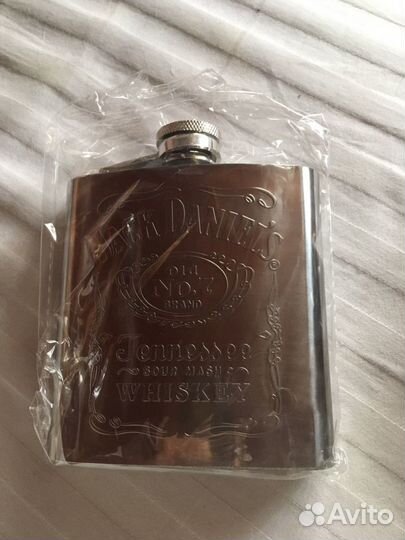 JACK DANIEL'S
Old
NO.7
BRAND
Tennessee
SOUR MASH
WHISKEY
Avito